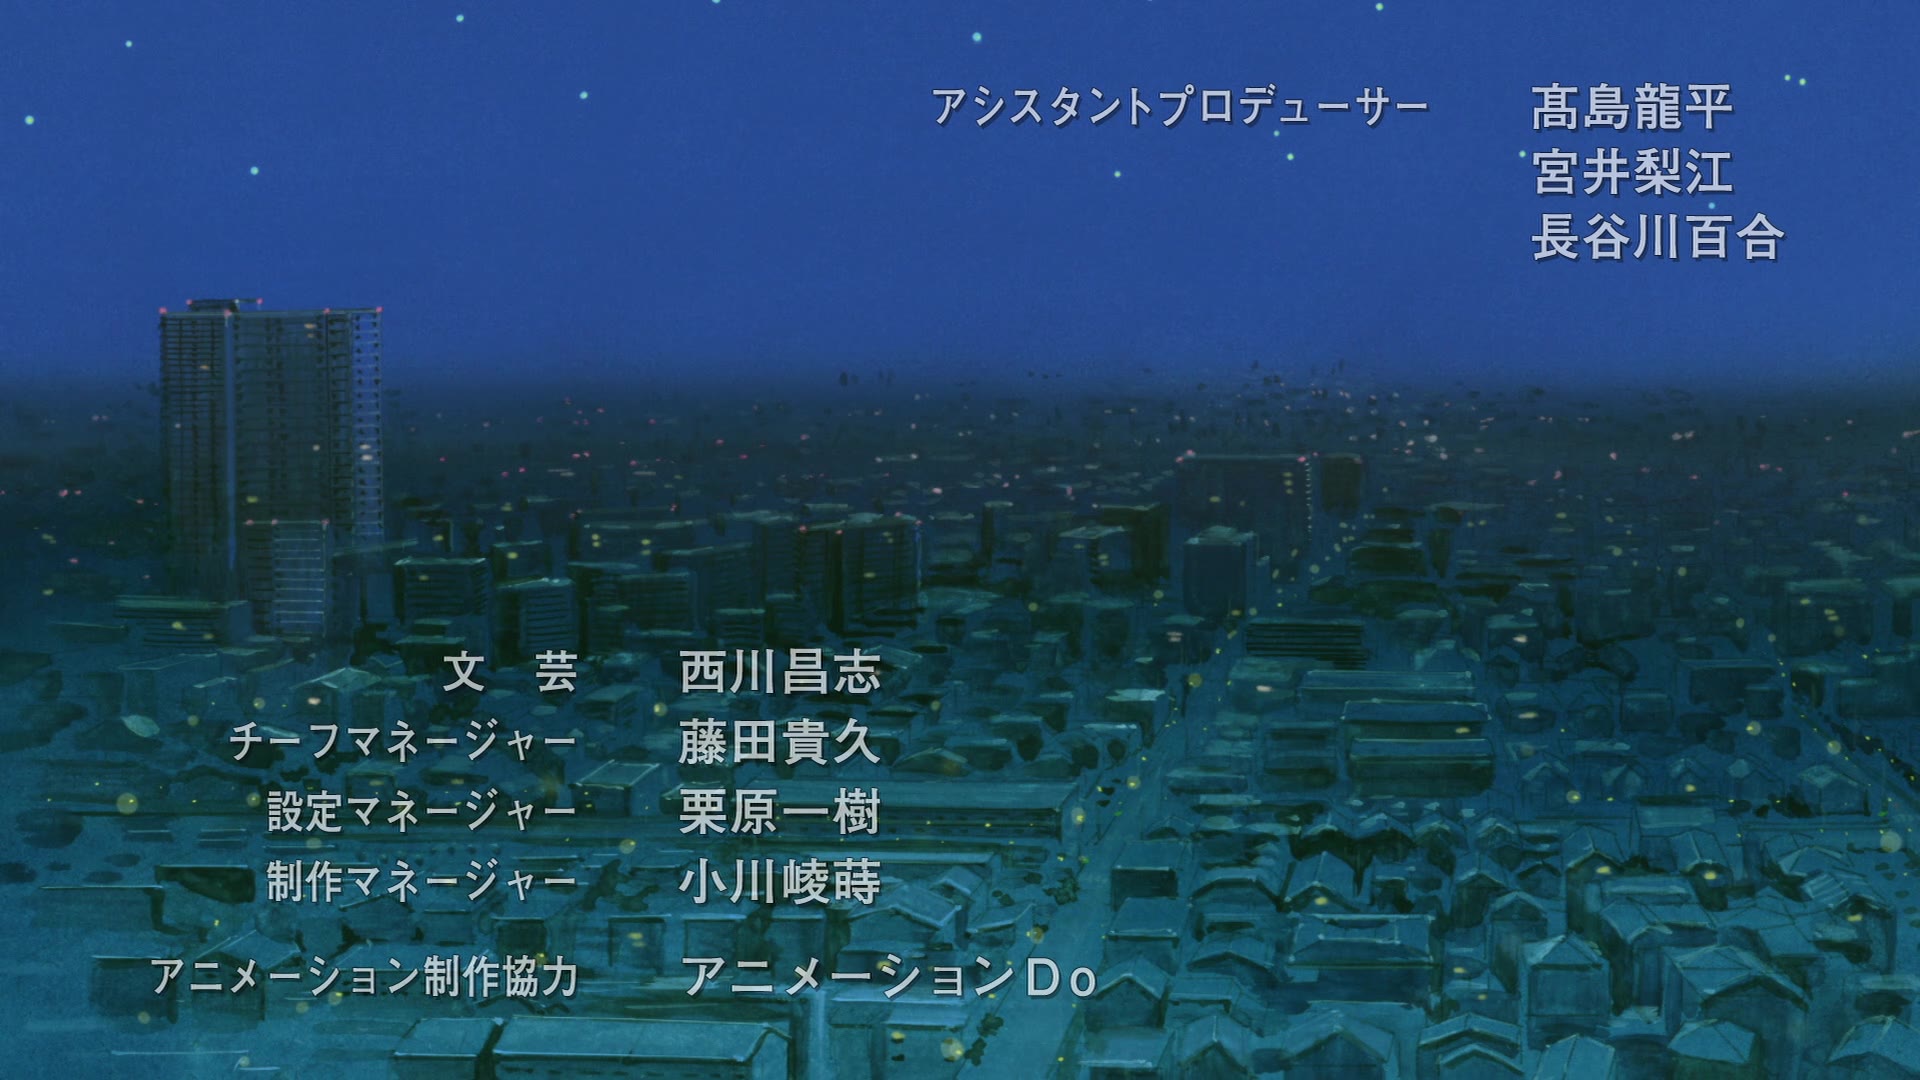 アシスタントプロデューサー 髙島龍平
宮井梨江
長谷川百合
文 芸 西川昌志
チーフマネージャー 藤田貴久
設定マネージャー 栗原一樹
制作マネージャー 小川崚蒔
アニメーション制作協力 アニメーションDo